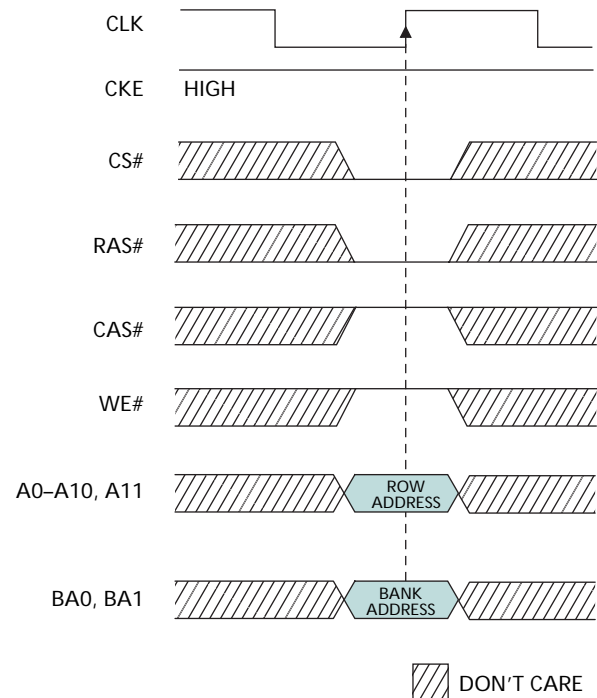 CLK
CKE HIGH
CS#
RAS#
CAS#
WE#
A0–A10, A11
ROW
ADDRESS
BA0, BA1
BANK
ADDRESS
DON'T CARE